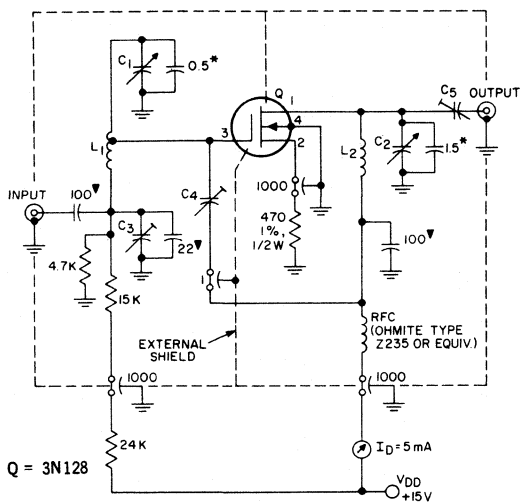 C1
0.5*
Q
1
C5 OUTPUT
3
4
2
L1
C4
L2
C2
1.5*
INPUT
100▼
1000
C3
22▼
470
1%,
1/2W
100▼
4.7K
15K
1
EXTERNAL
SHIELD
RFC
(OHMITE TYPE
Z235 OR EQUIV.)
1000
1000
24K
ID=5mA
Q = 3N128
VDD
+15V